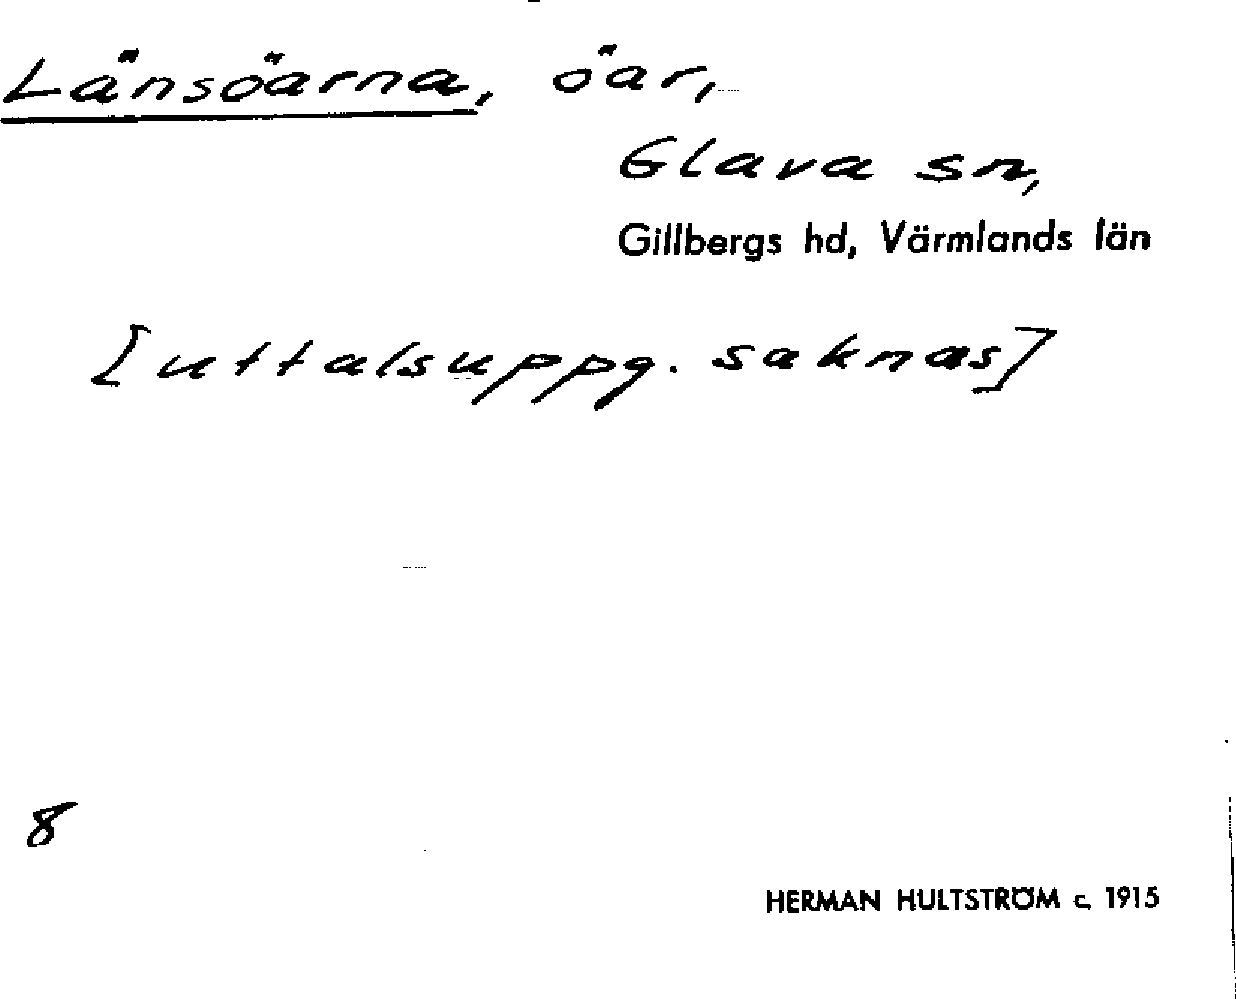 Länsöarna, öar,
Glava sn,
Gillbergs hd, Värmlands län
[uttalsuppg. saknas]
8
HERMAN HULTSTRÖM c. 1915